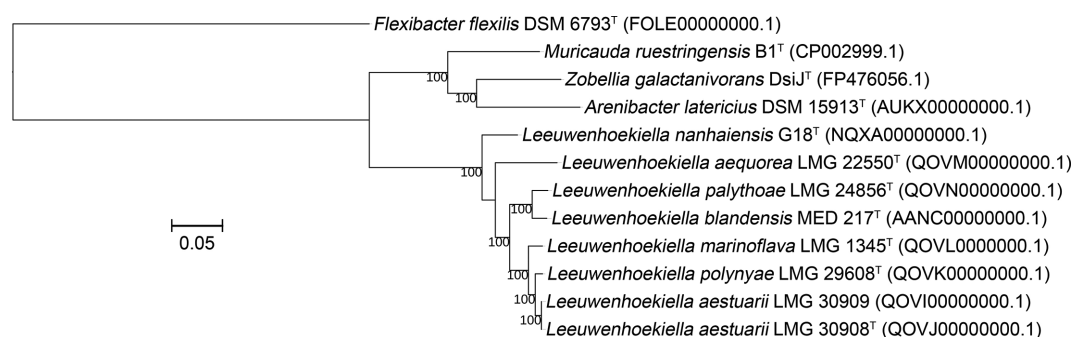 Flexibacter flexilis DSM 6793ᵀ (FOLE00000000.1)
Muricauda ruestringensis B1ᵀ (CP002999.1)
100
Zobellia galactanivorans DsiJᵀ (FP476056.1)
100
Arenibacter latericius DSM 15913ᵀ (AUKX00000000.1)
Leeuwenhoekiella nanhaiensis G18ᵀ (NQXA00000000.1)
100
Leeuwenhoekiella aequorea LMG 22550ᵀ (QOVM00000000.1)
Leeuwenhoekiella palythoae LMG 24856ᵀ (QOVN00000000.1)
100
Leeuwenhoekiella blandensis MED 217ᵀ (AANC00000000.1)
0.05
100
Leeuwenhoekiella marinoflava LMG 1345ᵀ (QOVL0000000.1)
100
Leeuwenhoekiella polynyae LMG 29608ᵀ (QOVK00000000.1)
100
Leeuwenhoekiella aestuarii LMG 30909 (QOVI00000000.1)
100
Leeuwenhoekiella aestuarii LMG 30908ᵀ (QOVJ00000000.1)